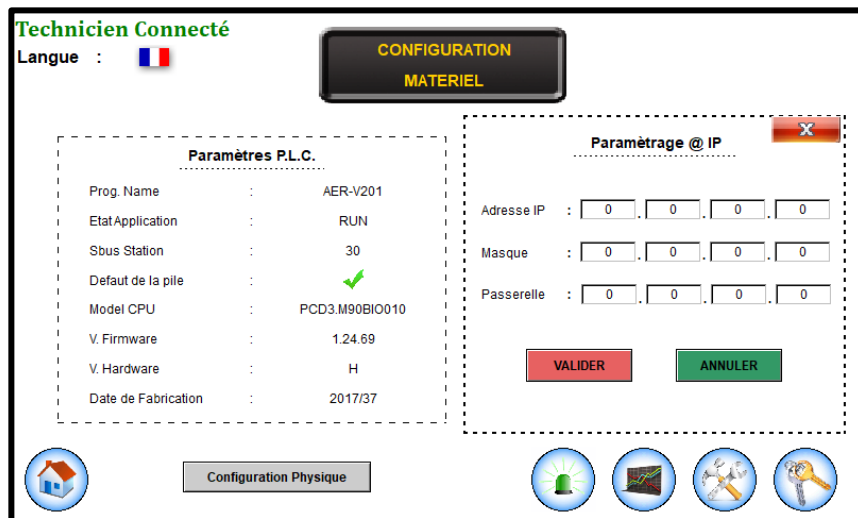 Technicien Connecté
Langue :
CONFIGURATION
MATERIEL
Paramètres P.L.C.
Prog. Name : AER-V201
Etat Application : RUN
Sbus Station : 30
Defaut de la pile :
Model CPU : PCD3.M90BIO010
V. Firmware : 1.24.69
V. Hardware : H
Date de Fabrication : 2017/37
X
Paramètrage @ IP
Adresse IP : 0 . 0 . 0 . 0
Masque : 0 . 0 . 0 . 0
Passerelle : 0 . 0 . 0 . 0
VALIDER ANNULER
Configuration Physique